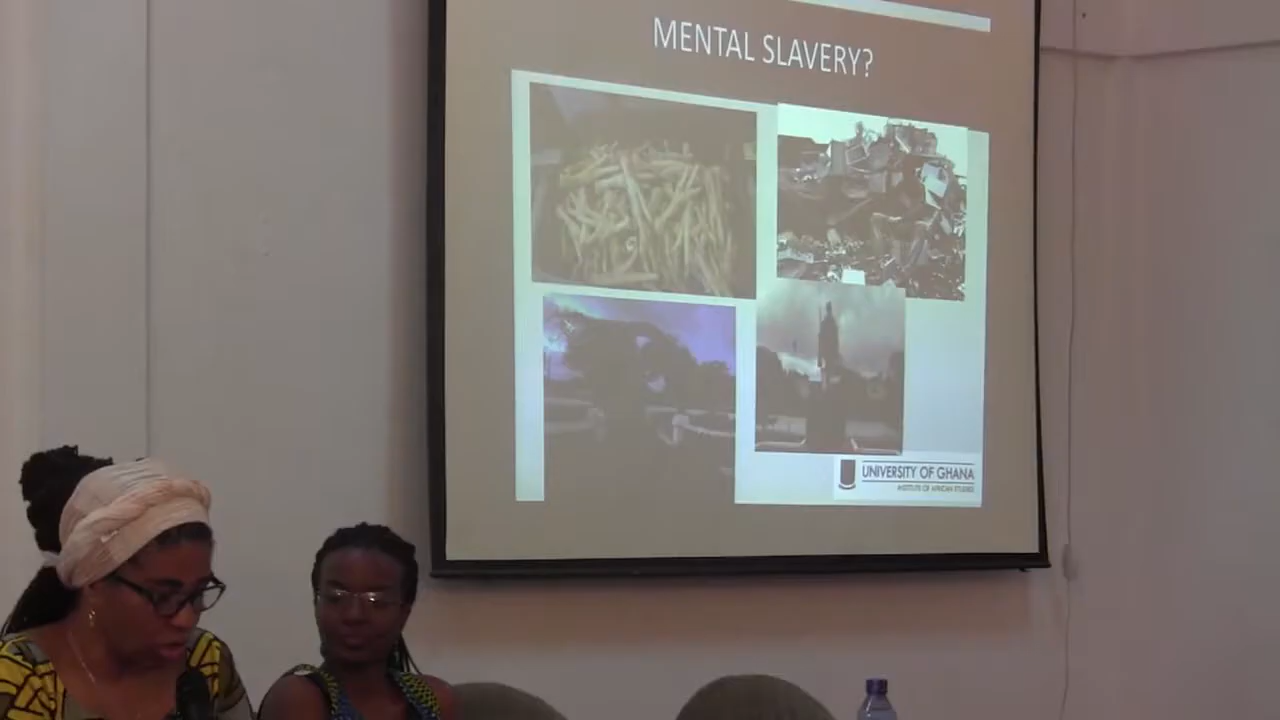 MENTAL SLAVERY?
UNIVERSITY OF GHANA
INSTITUTE OF AFRICAN STUDIES